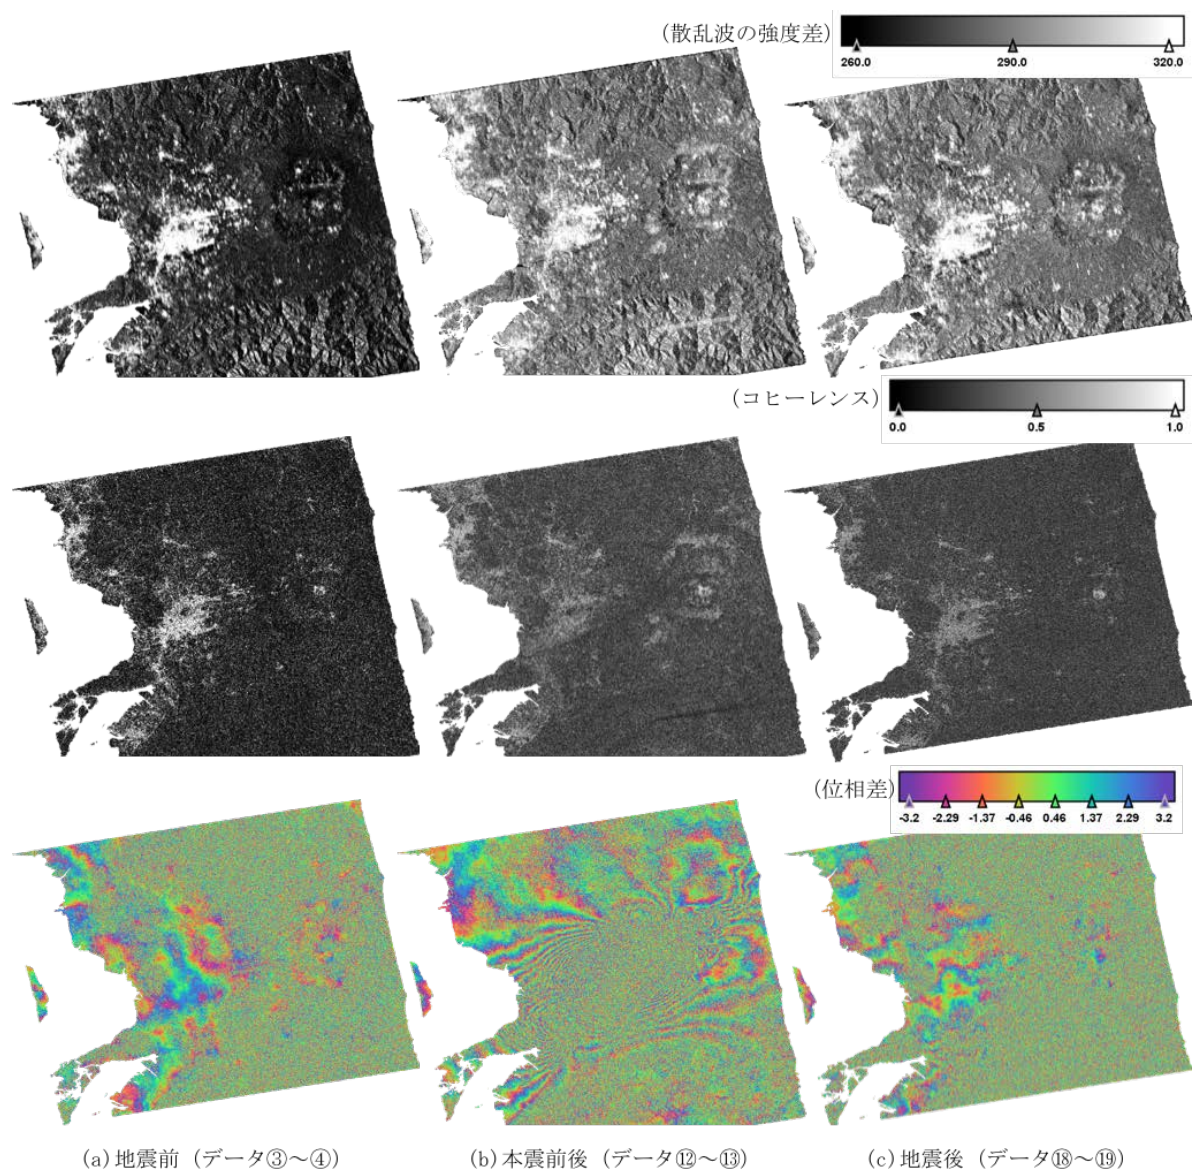 (散乱波の強度差)
260.0 290.0 320.0
(コヒーレンス)
0.0 0.5 1.0
(位相差)
-3.2 -2.29 -1.37 -0.46 0.46 1.37 2.29 3.2
(a) 地震前 (データ③～④) (b) 本震前後 (データ⑫～⑬) (c) 地震後 (データ⑱～⑲)